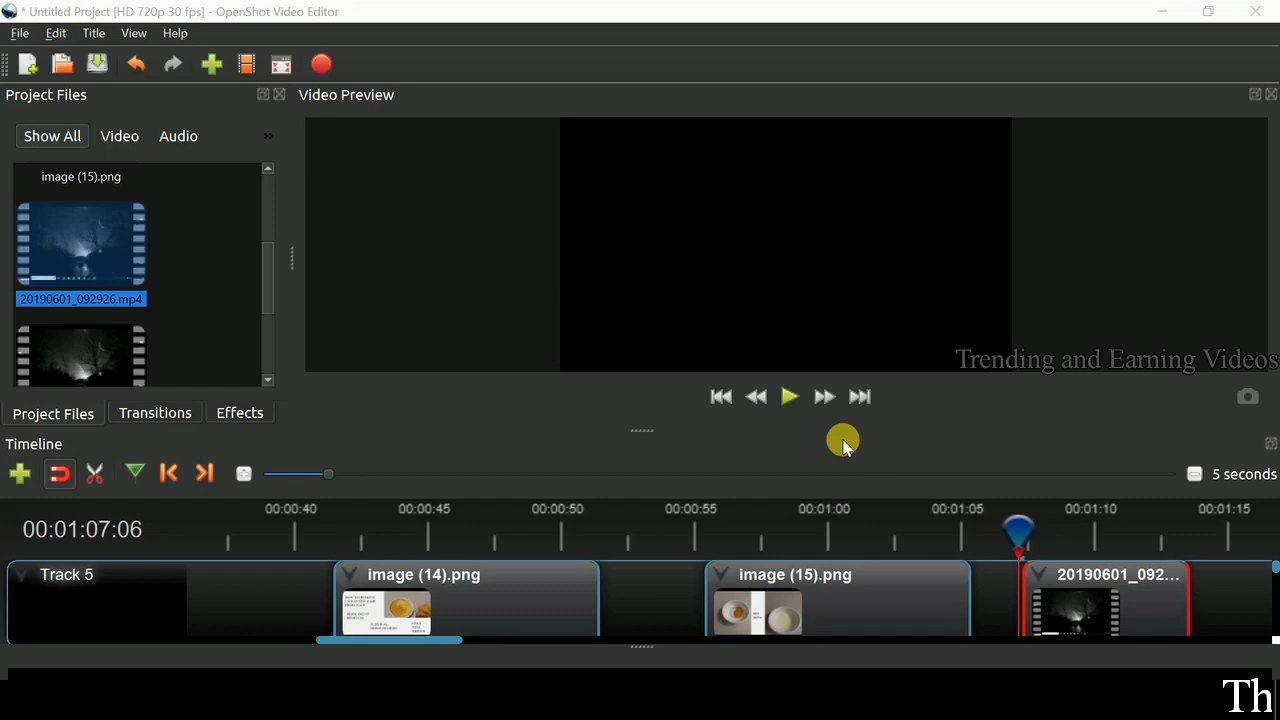 * Untitled Project [HD 720p 30 fps] - OpenShot Video Editor
File Edit Title View Help
Project Files
Video Preview
Show All Video Audio »
image (15).png
20190601_092926.mp4
Trending and Earning Videos
Project Files Transitions Effects
Timeline
5 seconds
00:01:07:06
00:00:40 00:00:45 00:00:50 00:00:55 00:01:00 00:01:05 00:01:10 00:01:15
Track 5
image (14).png
image (15).png
20190601_092...
Th